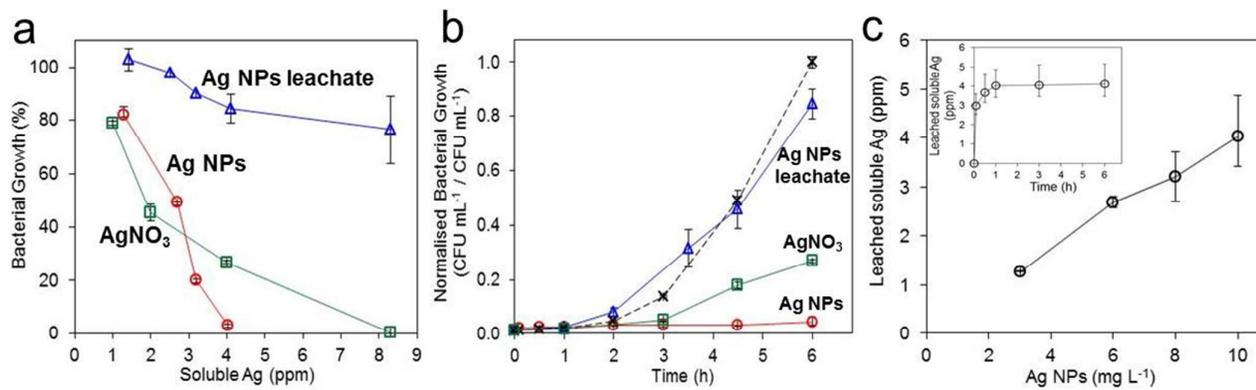 a
Bacterial Growth (%)
100
80
60
40
20
0
0 1 2 3 4 5 6 7 8 9
Soluble Ag (ppm)
Ag NPs leachate
Ag NPs
AgNO3
b
Normalised Bacterial Growth
(CFU mL-1 / CFU mL-1)
1.0
0.8
0.6
0.4
0.2
0.0
0 1 2 3 4 5 6
Time (h)
Ag NPs
leachate
AgNO3
Ag NPs
c
Leached soluble Ag (ppm)
6
5
4
3
2
1
0
0 2 4 6 8 10
Ag NPs (mg L-1)
Leached soluble Ag
(ppm)
6
5
4
3
2
1
0
0 1 2 3 4 5 6
Time (h)